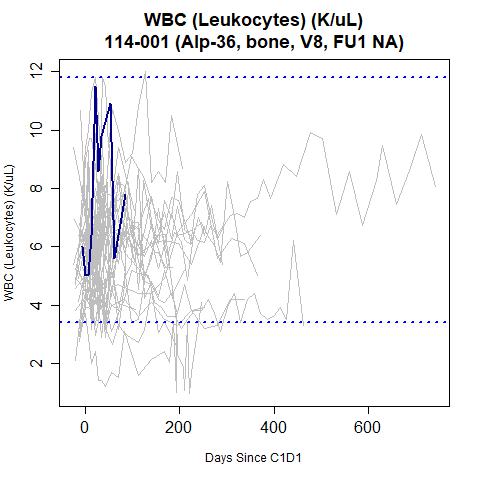 WBC (Leukocytes) (K/uL)
114-001 (Alp-36, bone, V8, FU1 NA)
WBC (Leukocytes) (K/uL)
12
10
8
6
4
2
0 200 400 600
Days Since C1D1